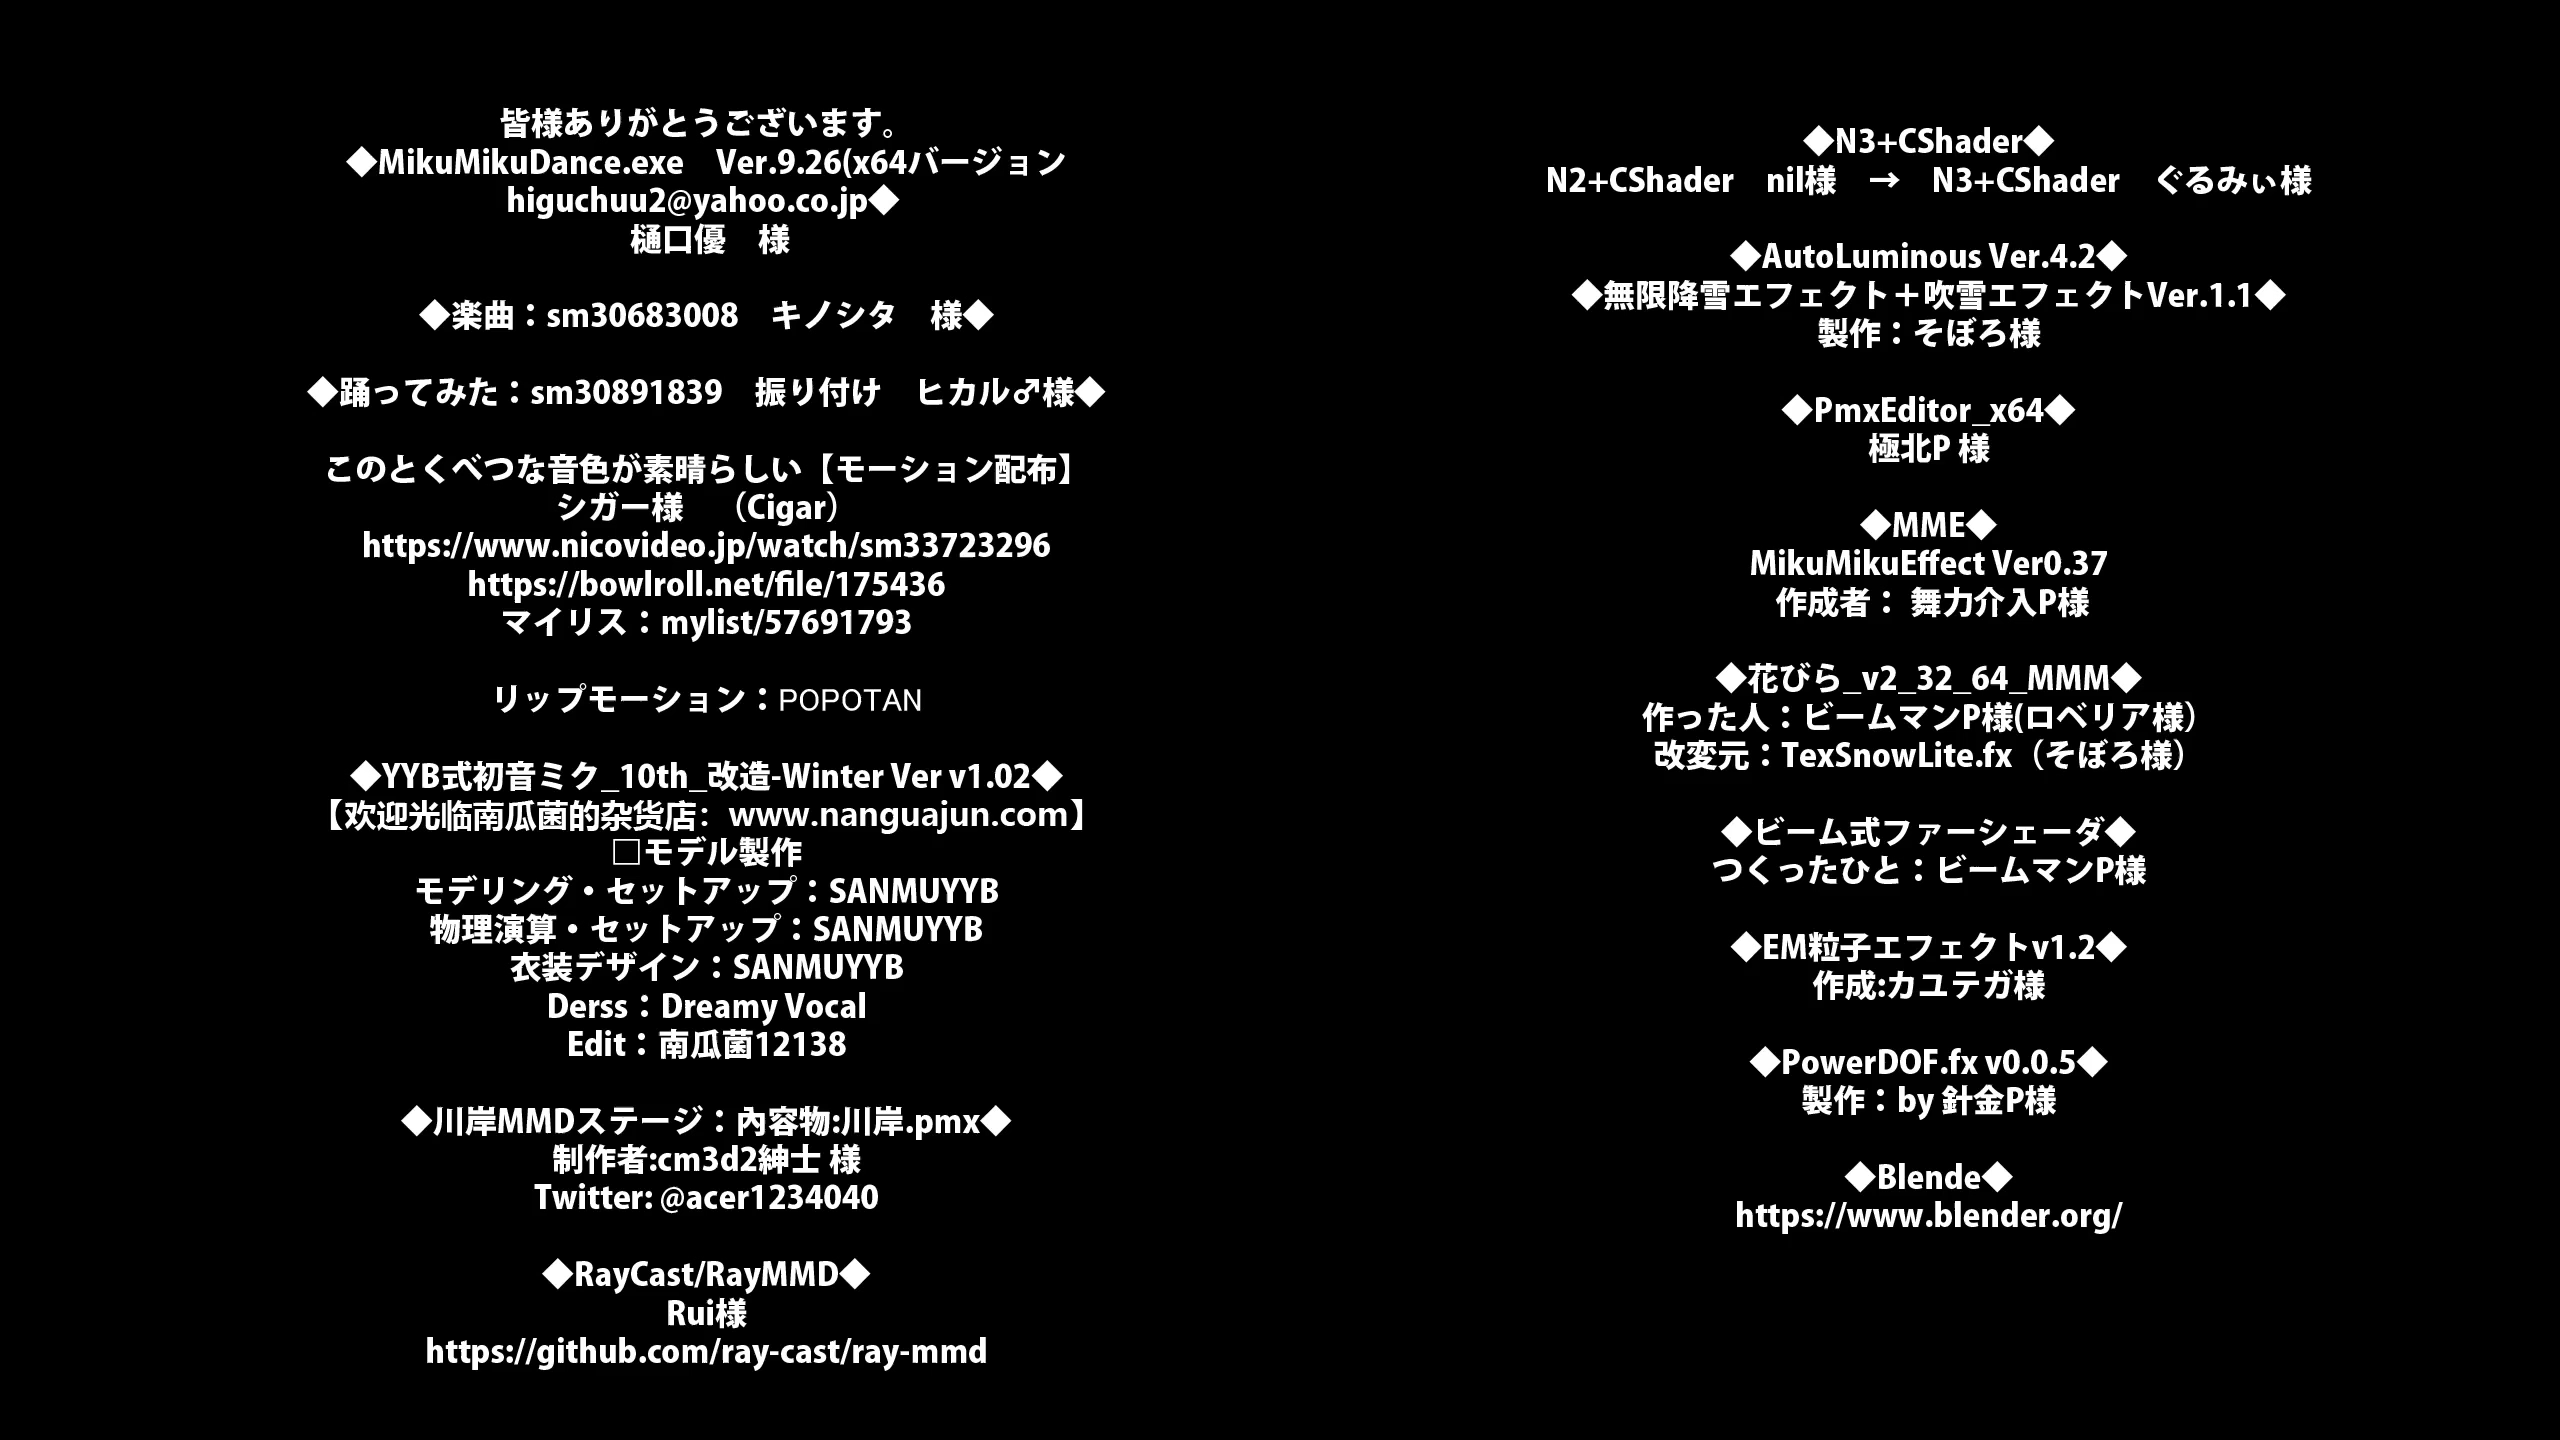 皆様ありがとうございます。
◆MikuMikuDance.exe　Ver.9.26(x64バージョン
higuchuu2@yahoo.co.jp◆
樋口優　様
◆楽曲：sm30683008　キノシタ　様◆
◆踊ってみた：sm30891839　振り付け　ヒカル♂様◆
このとくべつな音色が素晴らしい【モーション配布】
シガー様　（Cigar）
https://www.nicovideo.jp/watch/sm33723296
https://bowlroll.net/file/175436
マイリス：mylist/57691793
リップモーション：POPOTAN
◆YYB式初音ミク_10th_改造-Winter Ver v1.02◆
【欢迎光临南瓜菌的杂货店：www.nanguajun.com】
□モデル製作
モデリング・セットアップ：SANMUYYB
物理演算・セットアップ：SANMUYYB
衣装デザイン：SANMUYYB
Derss：Dreamy Vocal
Edit：南瓜菌12138
◆川岸MMDステージ：內容物:川岸.pmx◆
制作者:cm3d2紳士 様
Twitter: @acer1234040
◆RayCast/RayMMD◆
Rui様
https://github.com/ray-cast/ray-mmd
◆N3+CShader◆
N2+CShader　nil様　→　N3+CShader　ぐるみぃ様
◆AutoLuminous Ver.4.2◆
◆無限降雪エフェクト＋吹雪エフェクトVer.1.1◆
製作：そぼろ様
◆PmxEditor_x64◆
極北P 様
◆MME◆
MikuMikuEffect Ver0.37
作成者： 舞力介入P様
◆花びら_v2_32_64_MMM◆
作った人：ビームマンP様(ロベリア様）
改変元：TexSnowLite.fx（そぼろ様）
◆ビーム式ファーシェーダ◆
つくったひと：ビームマンP様
◆EM粒子エフェクトv1.2◆
作成:カユテガ様
◆PowerDOF.fx v0.0.5◆
製作：by 針金P様
◆Blende◆
https://www.blender.org/